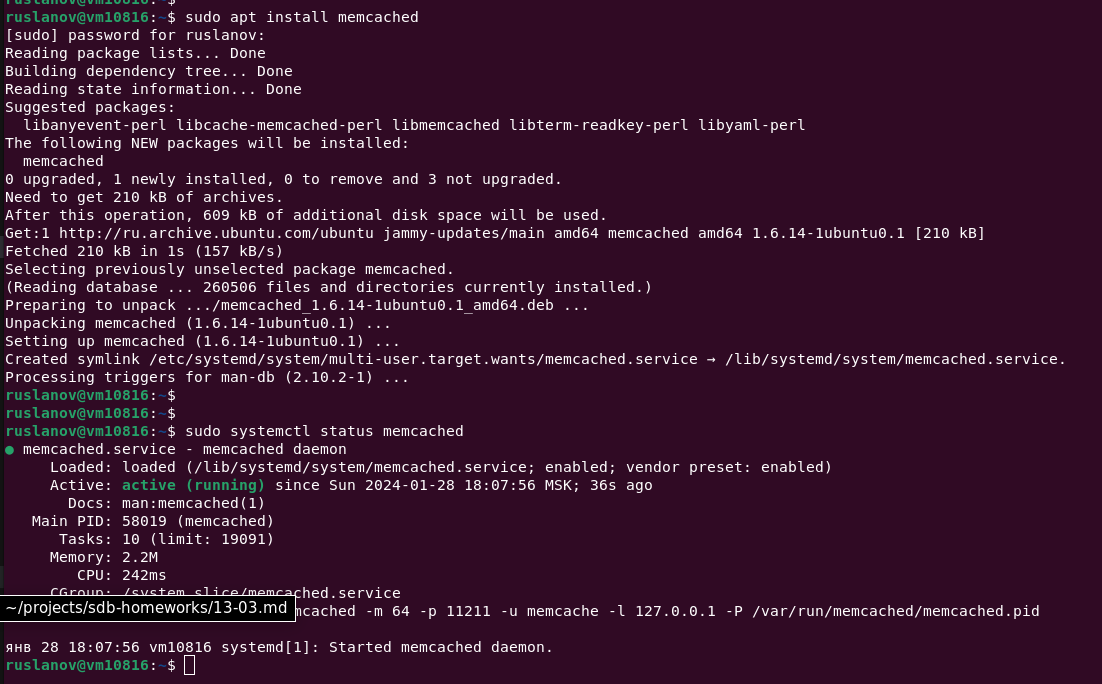 ruslanov@vm10816:~$
ruslanov@vm10816:~$ sudo apt install memcached
[sudo] password for ruslanov:
Reading package lists... Done
Building dependency tree... Done
Reading state information... Done
Suggested packages:
  libanyevent-perl libcache-memcached-perl libmemcached libterm-readkey-perl libyaml-perl
The following NEW packages will be installed:
  memcached
0 upgraded, 1 newly installed, 0 to remove and 3 not upgraded.
Need to get 210 kB of archives.
After this operation, 609 kB of additional disk space will be used.
Get:1 http://ru.archive.ubuntu.com/ubuntu jammy-updates/main amd64 memcached amd64 1.6.14-1ubuntu0.1 [210 kB]
Fetched 210 kB in 1s (157 kB/s)
Selecting previously unselected package memcached.
(Reading database ... 260506 files and directories currently installed.)
Preparing to unpack .../memcached_1.6.14-1ubuntu0.1_amd64.deb ...
Unpacking memcached (1.6.14-1ubuntu0.1) ...
Setting up memcached (1.6.14-1ubuntu0.1) ...
Created symlink /etc/systemd/system/multi-user.target.wants/memcached.service → /lib/systemd/system/memcached.service.
Processing triggers for man-db (2.10.2-1) ...
ruslanov@vm10816:~$
ruslanov@vm10816:~$
ruslanov@vm10816:~$ sudo systemctl status memcached
● memcached.service - memcached daemon
     Loaded: loaded (/lib/systemd/system/memcached.service; enabled; vendor preset: enabled)
     Active: active (running) since Sun 2024-01-28 18:07:56 MSK; 36s ago
       Docs: man:memcached(1)
   Main PID: 58019 (memcached)
      Tasks: 10 (limit: 19091)
     Memory: 2.2M
        CPU: 242ms
     CGroup: /system.slice/memcached.service
~/projects/sdb-homeworks/13-03.md
mcached -m 64 -p 11211 -u memcache -l 127.0.0.1 -P /var/run/memcached/memcached.pid
янв 28 18:07:56 vm10816 systemd[1]: Started memcached daemon.
ruslanov@vm10816:~$